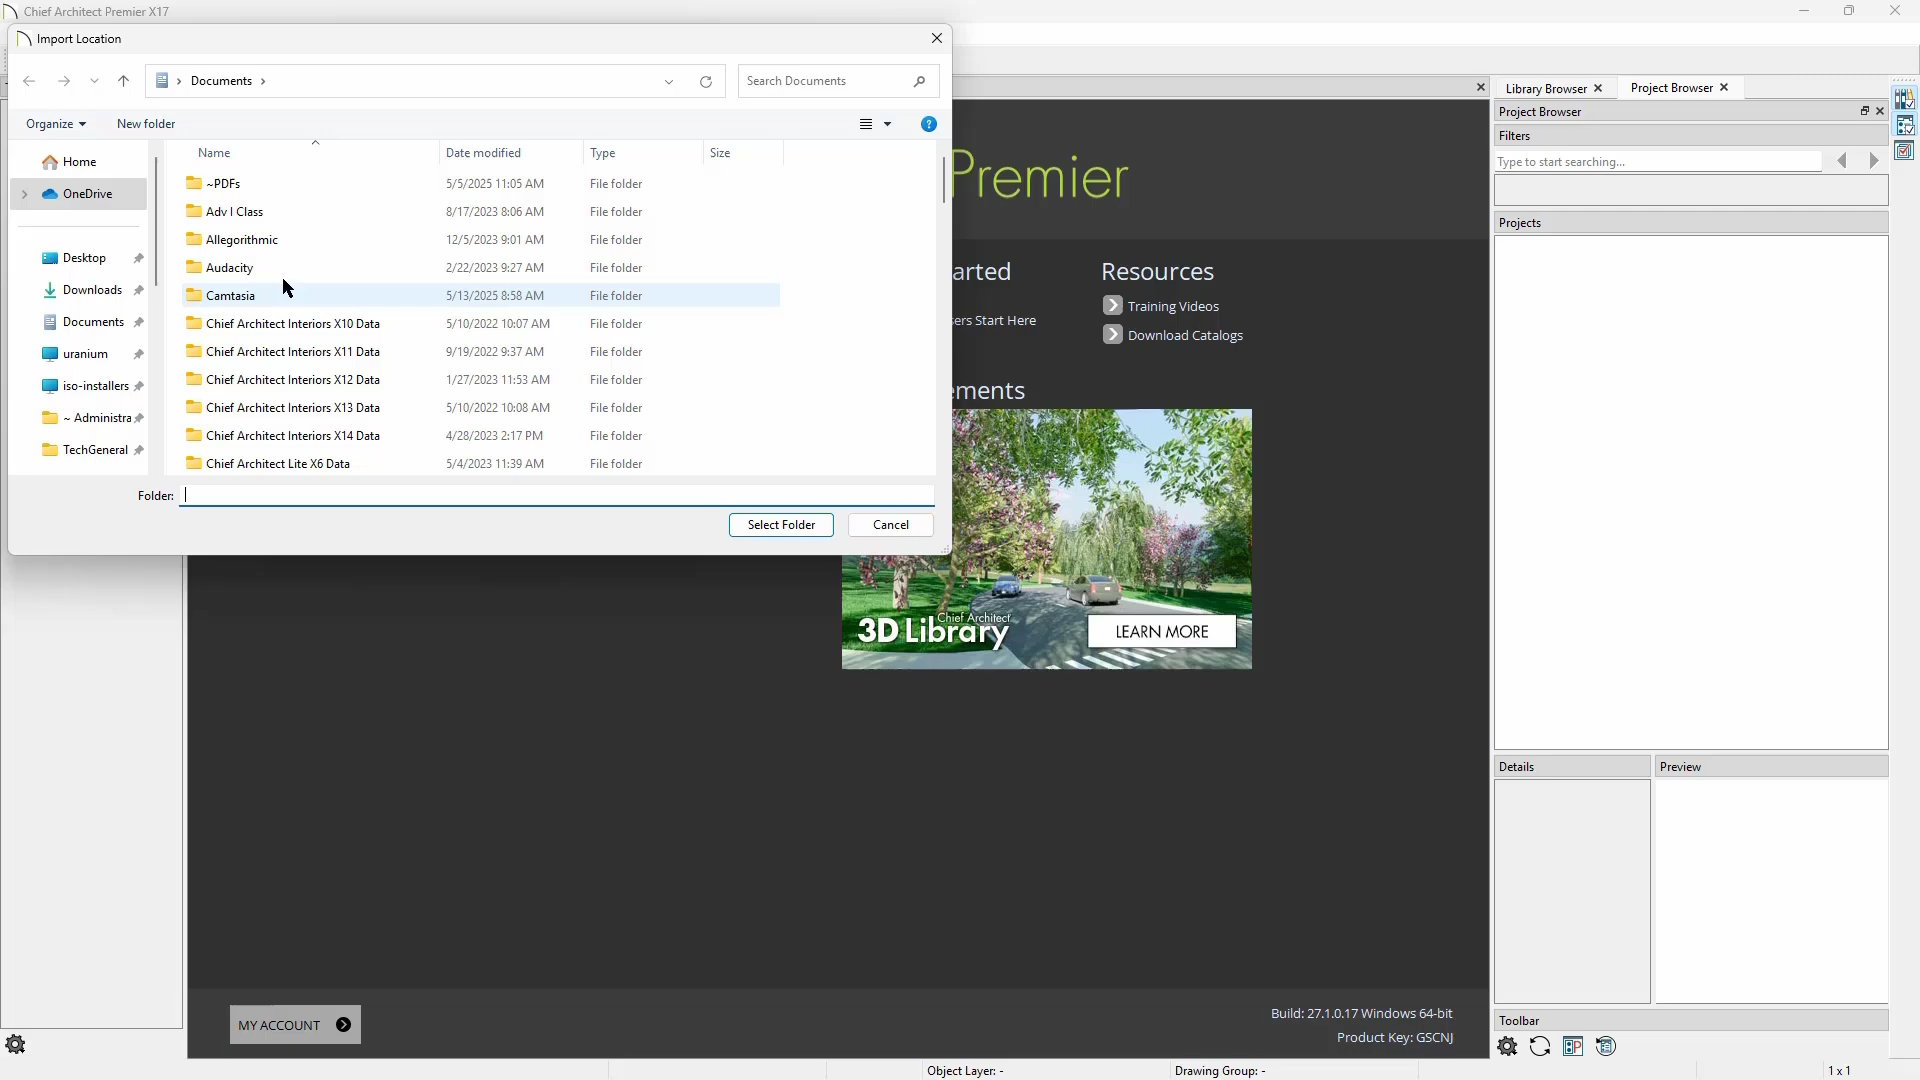 Chief Architect Premier X17
Import Location
Documents
Search Documents
Organize
New folder
Name
Date modified
Type
Size
Home
OneDrive
Desktop
Downloads
Documents
uranium
iso-installers
~ Administra
TechGeneral
~PDFs 5/5/2025 11:05 AM File folder
Adv I Class 8/17/2023 8:06 AM File folder
Allegorithmic 12/5/2023 9:01 AM File folder
Audacity 2/22/2023 9:27 AM File folder
Camtasia 5/13/2025 8:58 AM File folder
Chief Architect Interiors X10 Data 5/10/2022 10:07 AM File folder
Chief Architect Interiors X11 Data 9/19/2022 9:37 AM File folder
Chief Architect Interiors X12 Data 1/27/2023 11:53 AM File folder
Chief Architect Interiors X13 Data 5/10/2022 10:08 AM File folder
Chief Architect Interiors X14 Data 4/28/2023 2:17 PM File folder
Chief Architect Lite X6 Data 5/4/2023 11:39 AM File folder
Folder:
Select Folder
Cancel
Premier
arted
ers Start Here
Resources
Training Videos
Download Catalogs
ements
Chief Architect
3D Library
LEARN MORE
MY ACCOUNT
Build: 27.1.0.17 Windows 64-bit
Product Key: GSCNJ
Library Browser
Project Browser
Project Browser
Filters
Type to start searching...
Projects
Details
Preview
Toolbar
Object Layer: -
Drawing Group: -
1 x 1